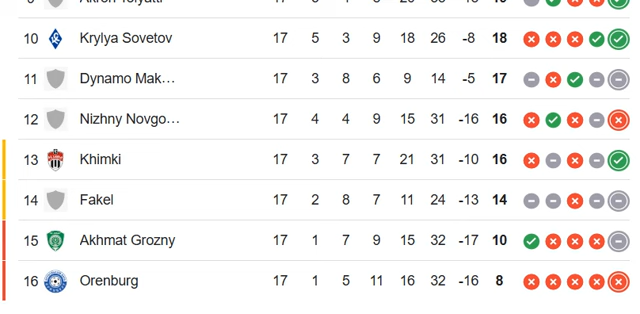 10 Krylya Sovetov 17 5 3 9 18 26 -8 18
11 Dynamo Mak… 17 3 8 6 9 14 -5 17
12 Nizhny Novgo… 17 4 4 9 15 31 -16 16
13 Khimki 17 3 7 7 21 31 -10 16
14 Fakel 17 2 8 7 11 24 -13 14
15 Akhmat Grozny 17 1 7 9 15 32 -17 10
16 Orenburg 17 1 5 11 16 32 -16 8